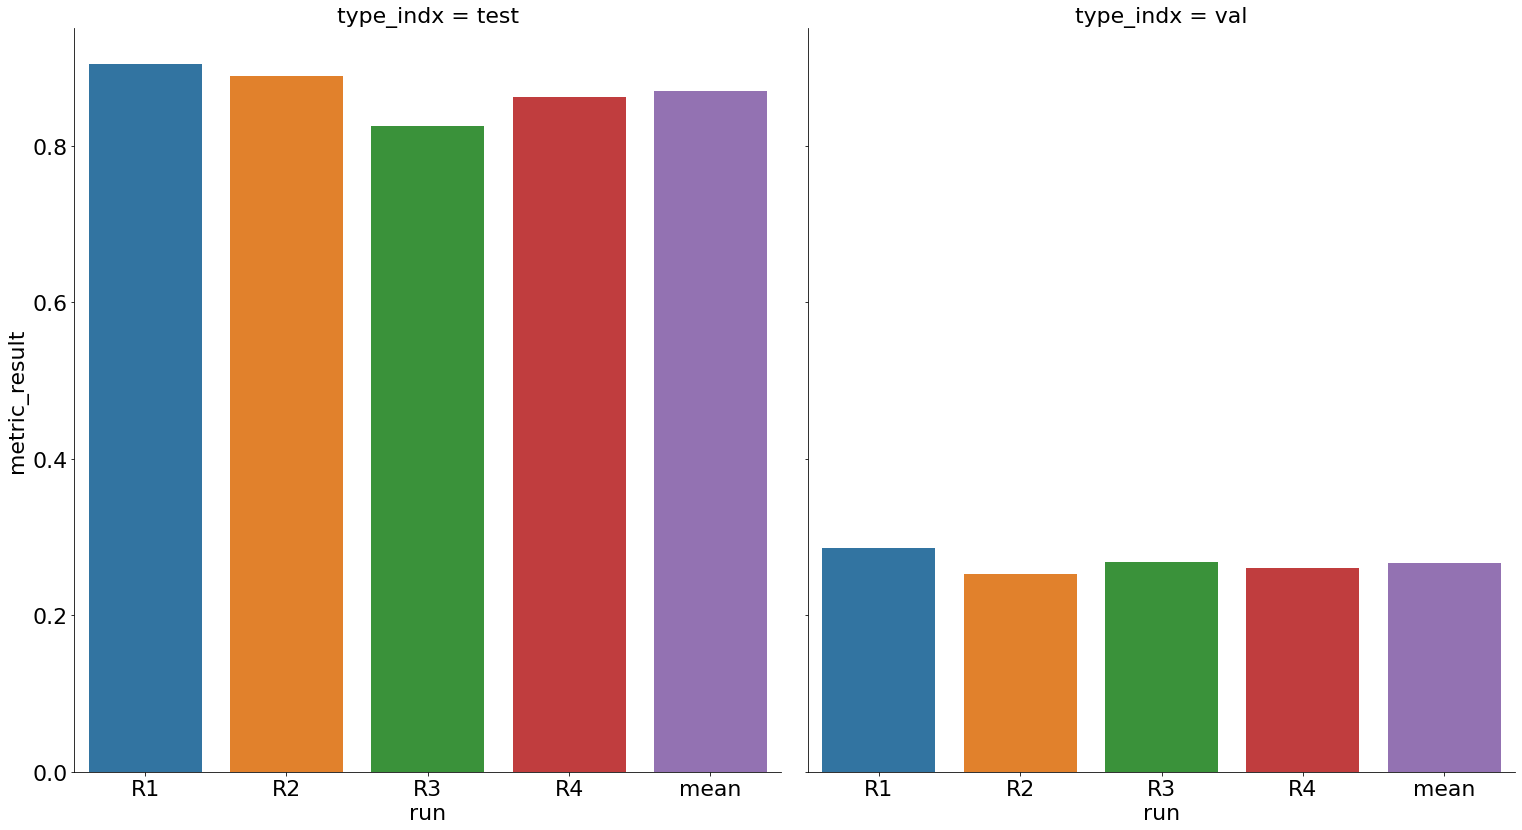 type_indx = test
type_indx = val
metric_result
0.8
0.6
0.4
0.2
0.0
R1 R2 R3 R4 mean
run
R1 R2 R3 R4 mean
run